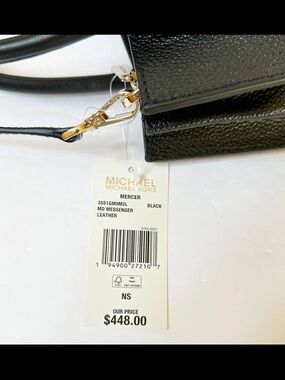 MICHAEL
MICHAEL KORS
MERCER
35S1GM9M2L BLACK
MD MESSENGER
LEATHER
1 94900 27210 7
NS
OUR PRICE
$448.00